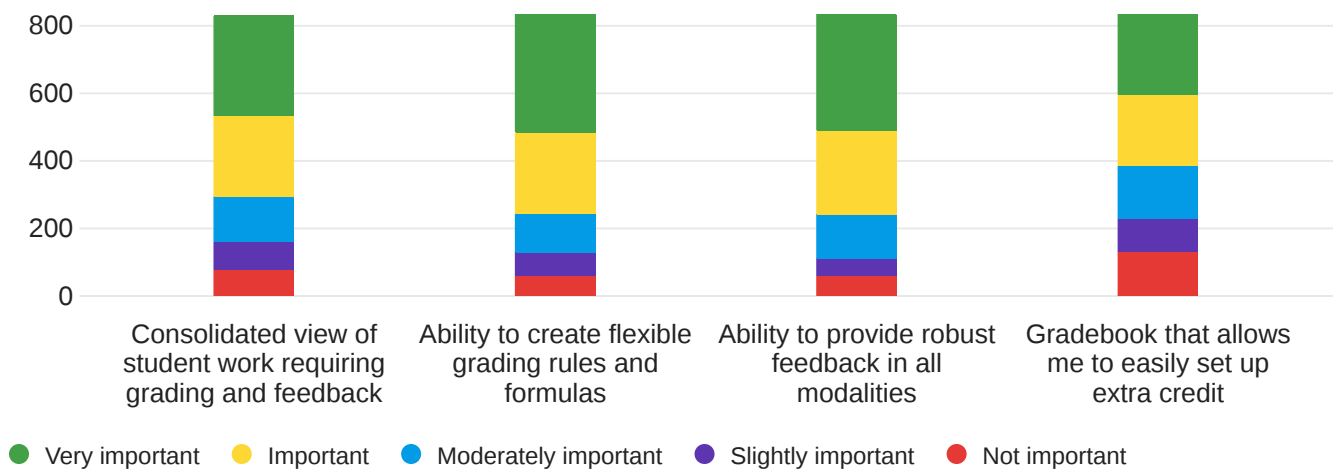 800
600
400
200
0
Consolidated view of
student work requiring
grading and feedback
Ability to create flexible
grading rules and
formulas
Ability to provide robust
feedback in all
modalities
Gradebook that allows
me to easily set up
extra credit
Very important
Important
Moderately important
Slightly important
Not important